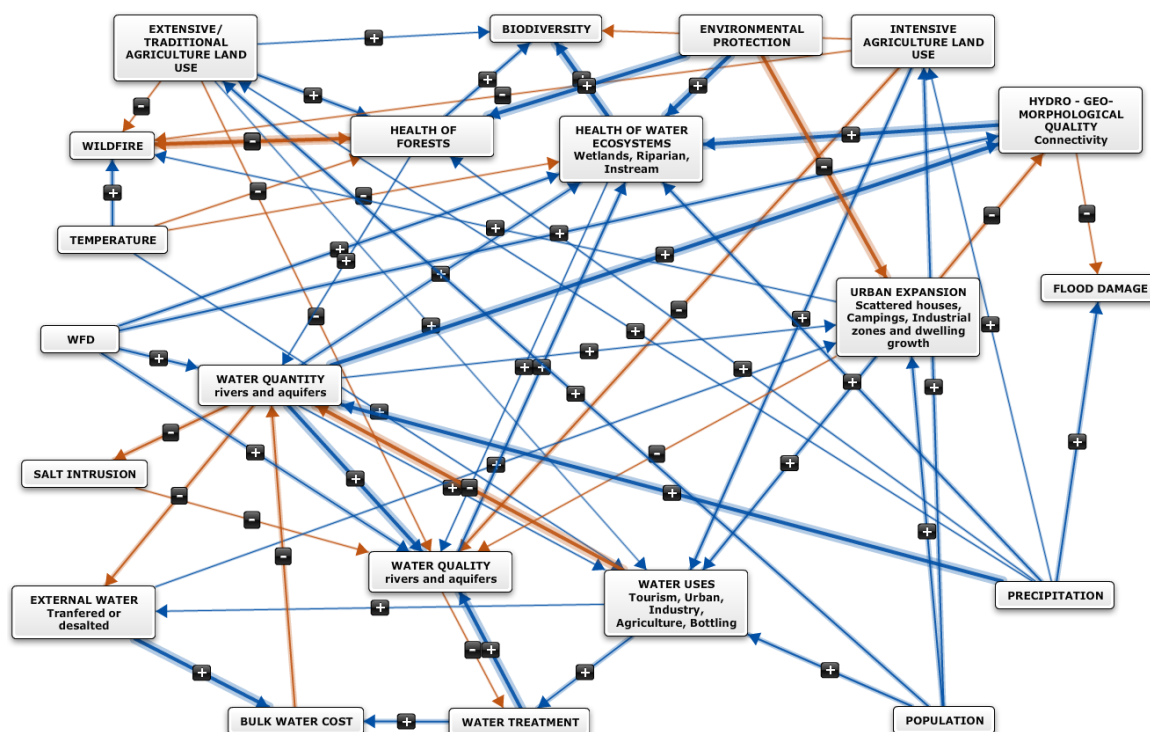 EXTENSIVE/
TRADITIONAL
AGRICULTURE LAND
USE
BIODIVERSITY
ENVIRONMENTAL
PROTECTION
INTENSIVE
AGRICULTURE LAND
USE
HYDRO - GEO-
MORPHOLOGICAL
QUALITY
Connectivity
WILDFIRE
HEALTH OF
FORESTS
HEALTH OF WATER
ECOSYSTEMS
Wetlands, Riparian,
Instream
TEMPERATURE
URBAN EXPANSION
Scattered houses,
Campings, Industrial
zones and dwelling
growth
FLOOD DAMAGE
WFD
WATER QUANTITY
rivers and aquifers
SALT INTRUSION
WATER QUALITY
rivers and aquifers
EXTERNAL WATER
Tranfered or
desalted
WATER USES
Tourism, Urban,
Industry,
Agriculture, Bottling
PRECIPITATION
BULK WATER COST
WATER TREATMENT
POPULATION